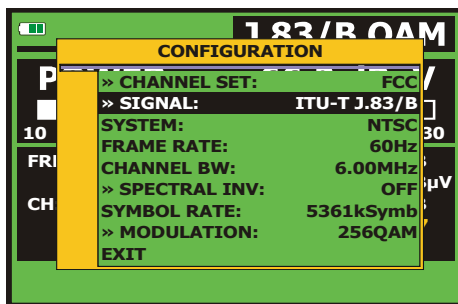 J.83/B QAM
CONFIGURATION
» CHANNEL SET: FCC
» SIGNAL: ITU-T J.83/B
SYSTEM: NTSC
FRAME RATE: 60Hz
CHANNEL BW: 6.00MHz
» SPECTRAL INV: OFF
SYMBOL RATE: 5361kSymb
» MODULATION: 256QAM
EXIT
10
30
CH
µV